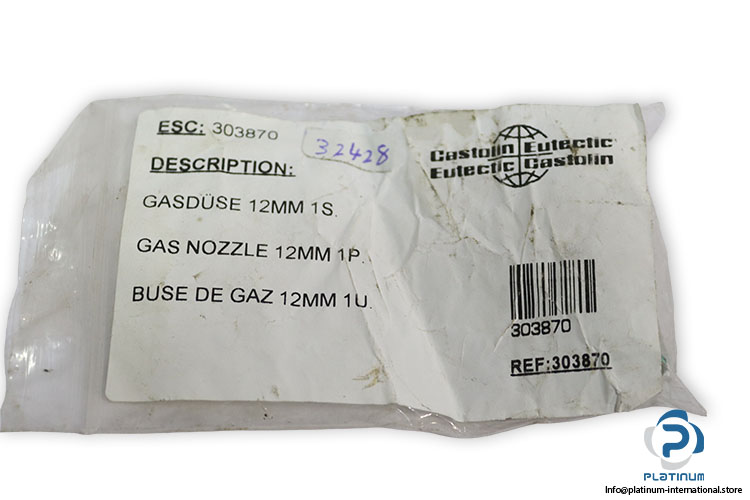 ESC: 303870
32428
DESCRIPTION:
GASDÜSE 12MM 1S.
GAS NOZZLE 12MM 1P.
BUSE DE GAZ 12MM 1U.
Castolin Eutectic
Eutectic Castolin
303870
REF:303870
PLATINUM
Info@platinum-international.store